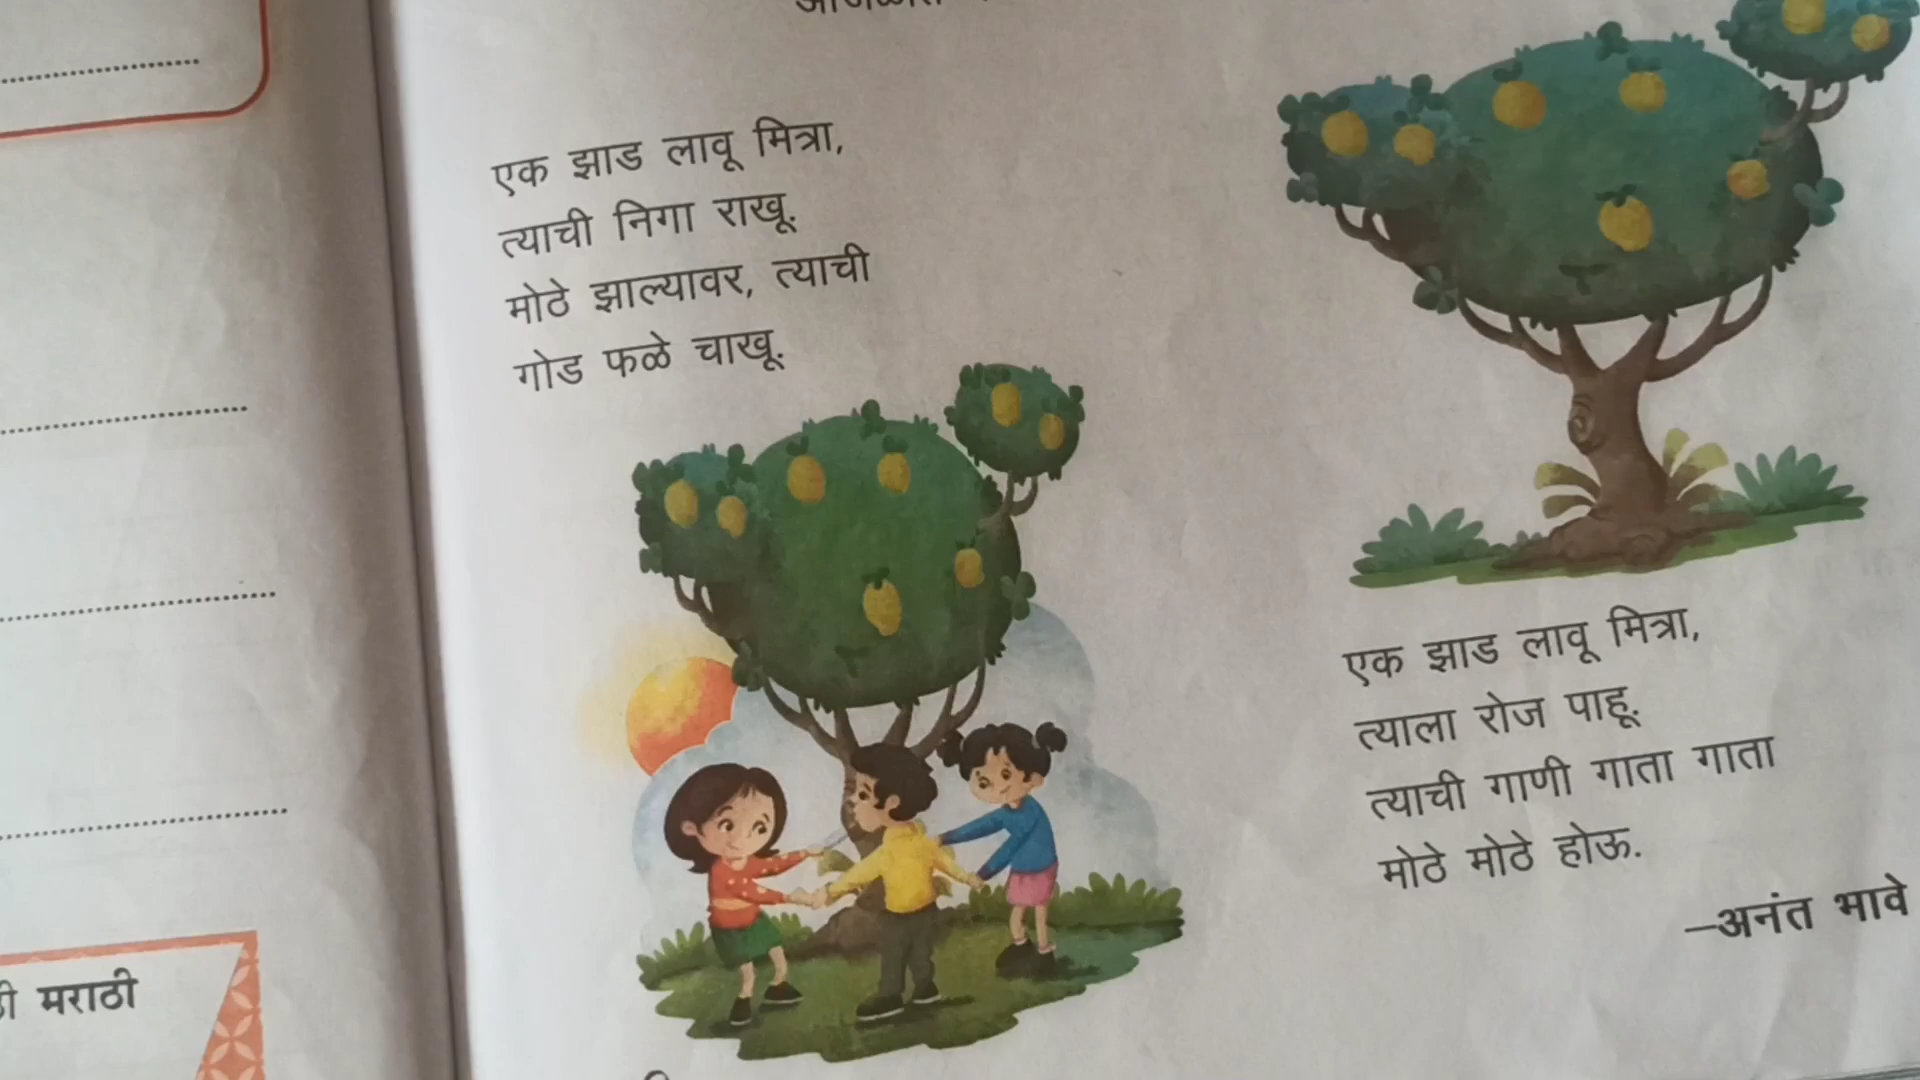 एक झाड लावू मित्रा,
त्याची निगा राखू.
मोठे झाल्यावर, त्याची
गोड फळे चाखू.
एक झाड लावू मित्रा,
त्याला रोज पाहू.
त्याची गाणी गाता गाता
मोठे मोठे होऊ.
–अनंत भावे
मराठी